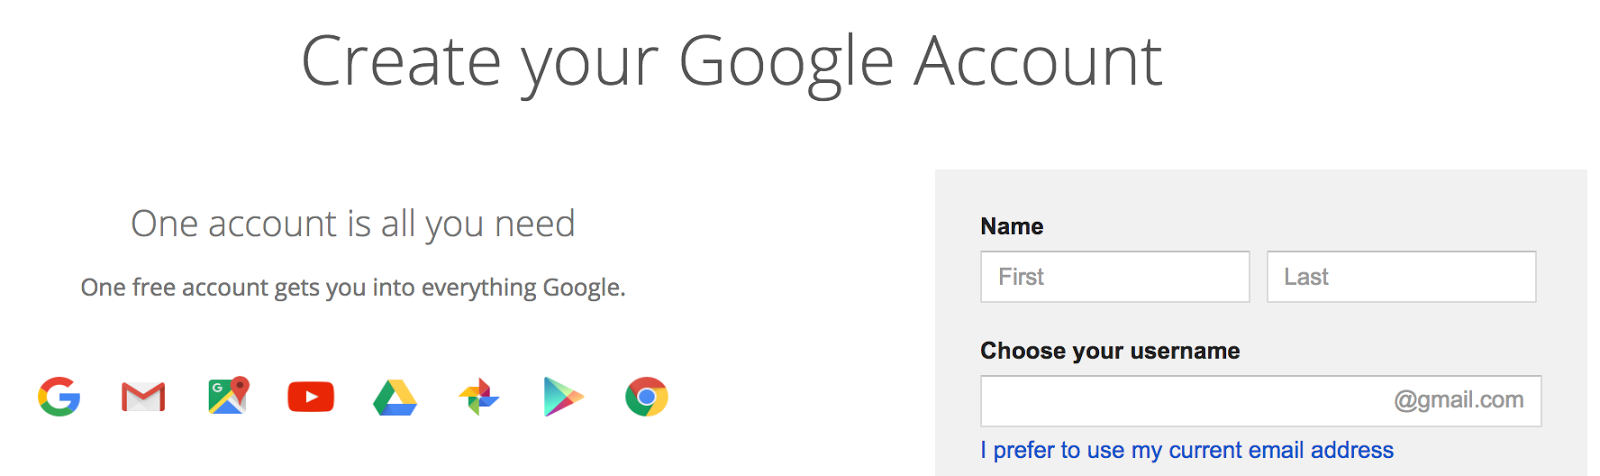 Create your Google Account
One account is all you need
One free account gets you into everything Google.
G
Name
First
Last
Choose your username
@gmail.com
I prefer to use my current email address